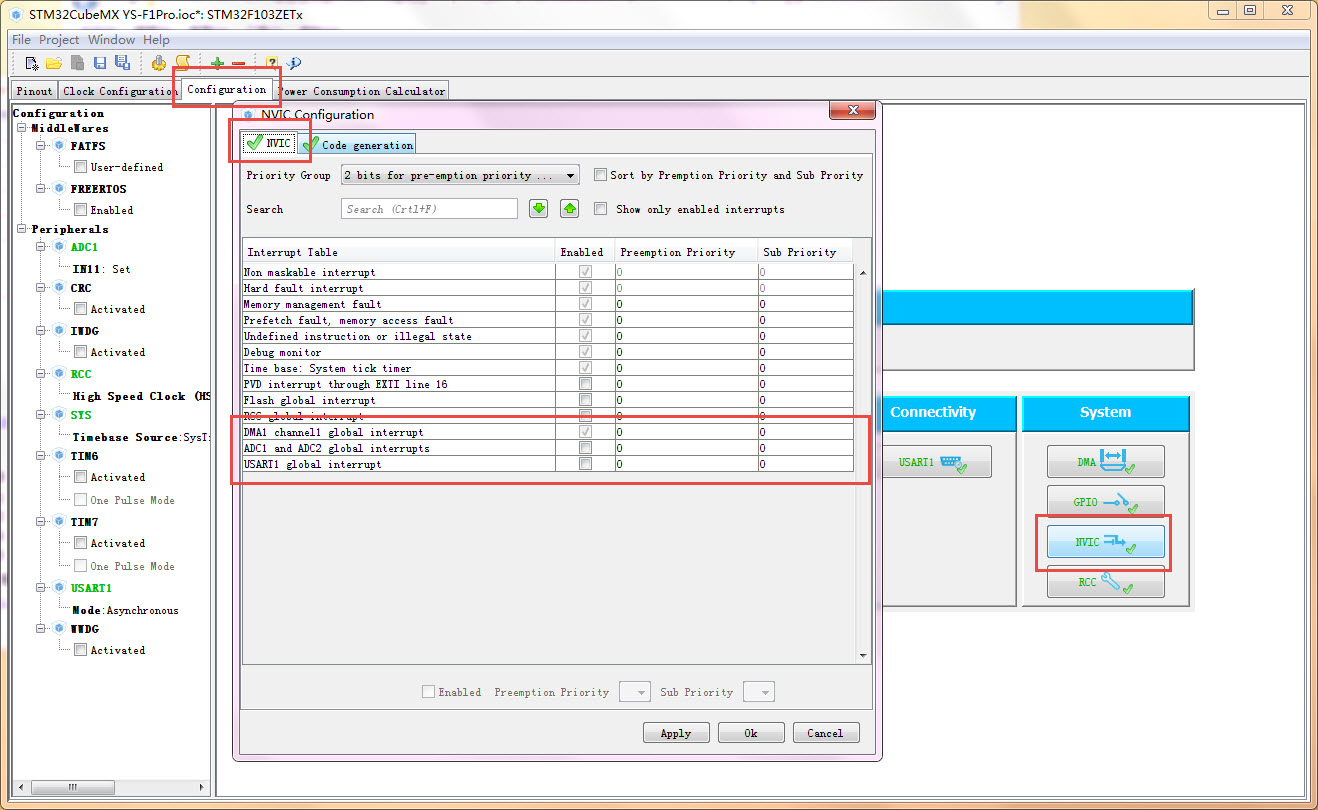 STM32CubeMX YS-F1Pro.ioc*: STM32F103ZETx
File Project Window Help
Pinout Clock Configuration Configuration Power Consumption Calculator
Configuration
MiddleWares
FATFS
User-defined
FREERTOS
Enabled
Peripherals
ADC1
IN11: Set
CRC
Activated
IWDG
Activated
RCC
High Speed Clock (HS
SYS
Timebase Source:SysT
TIM6
Activated
One Pulse Mode
TIM7
Activated
One Pulse Mode
USART1
Mode:Asynchronous
WWDG
Activated
NVIC Configuration
NVIC Code generation
Priority Group 2 bits for pre-emption priority ... Sort by Premption Priority and Sub Prority
Search Search (Crtl+F) Show only enabled interrupts
Interrupt Table Enabled Preemption Priority Sub Priority
Non maskable interrupt 0 0
Hard fault interrupt 0 0
Memory management fault 0 0
Prefetch fault, memory access fault 0 0
Undefined instruction or illegal state 0 0
Debug monitor 0 0
Time base: System tick timer 0 0
PVD interrupt through EXTI line 16 0 0
Flash global interrupt 0 0
RCC global interrupt 0 0
DMA1 channel1 global interrupt 0 0
ADC1 and ADC2 global interrupts 0 0
USART1 global interrupt 0 0
Enabled Preemption Priority Sub Priority
Apply Ok Cancel
Connectivity
USART1
System
DMA
GPIO
NVIC
RCC